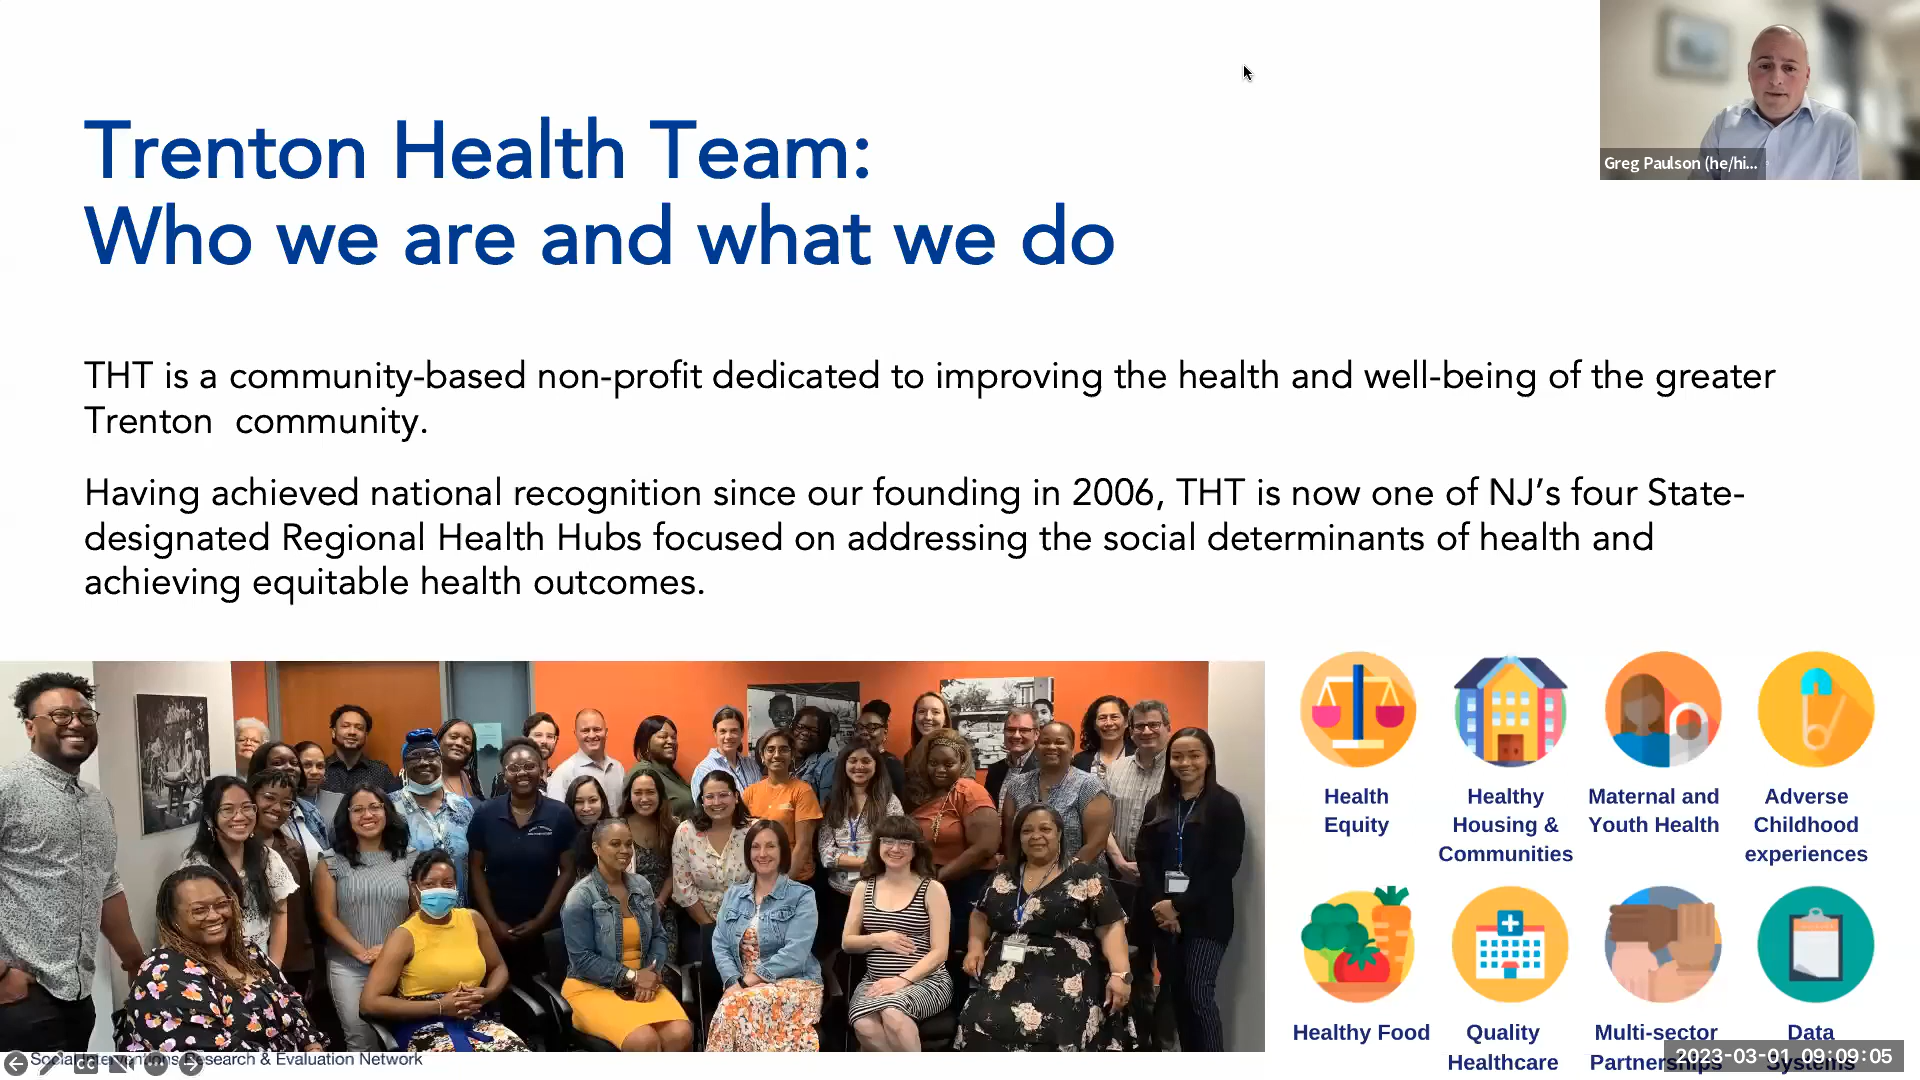 Trenton Health Team:
Who we are and what we do
Greg Paulson (he/hi...
THT is a community-based non-profit dedicated to improving the health and well-being of the greater
Trenton community.
Having achieved national recognition since our founding in 2006, THT is now one of NJ’s four State-
designated Regional Health Hubs focused on addressing the social determinants of health and
achieving equitable health outcomes.
Health
Equity
Healthy
Housing &
Communities
Maternal and
Youth Health
Adverse
Childhood
experiences
Healthy Food
Quality
Healthcare
Multi-sector
Partnerships
Data
Systems
Social Interventions Research & Evaluation Network
CC
2023-03-01 09:09:05